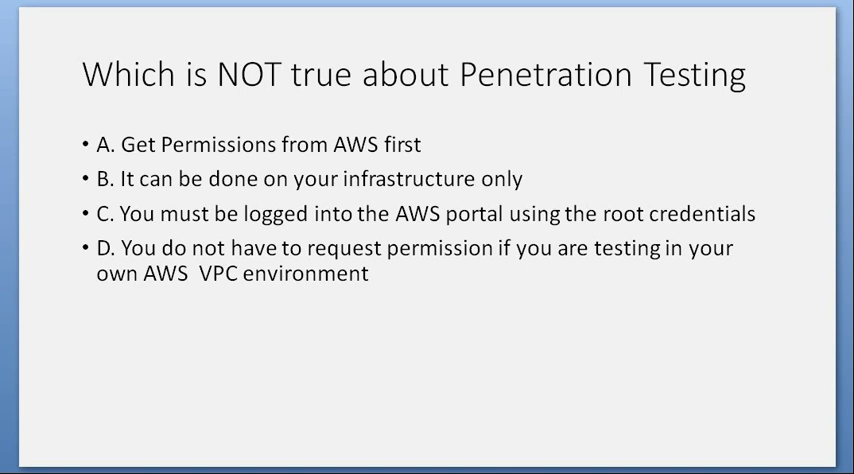 Which is NOT true about Penetration Testing
• A. Get Permissions from AWS first
• B. It can be done on your infrastructure only
• C. You must be logged into the AWS portal using the root credentials
• D. You do not have to request permission if you are testing in your
own AWS VPC environment